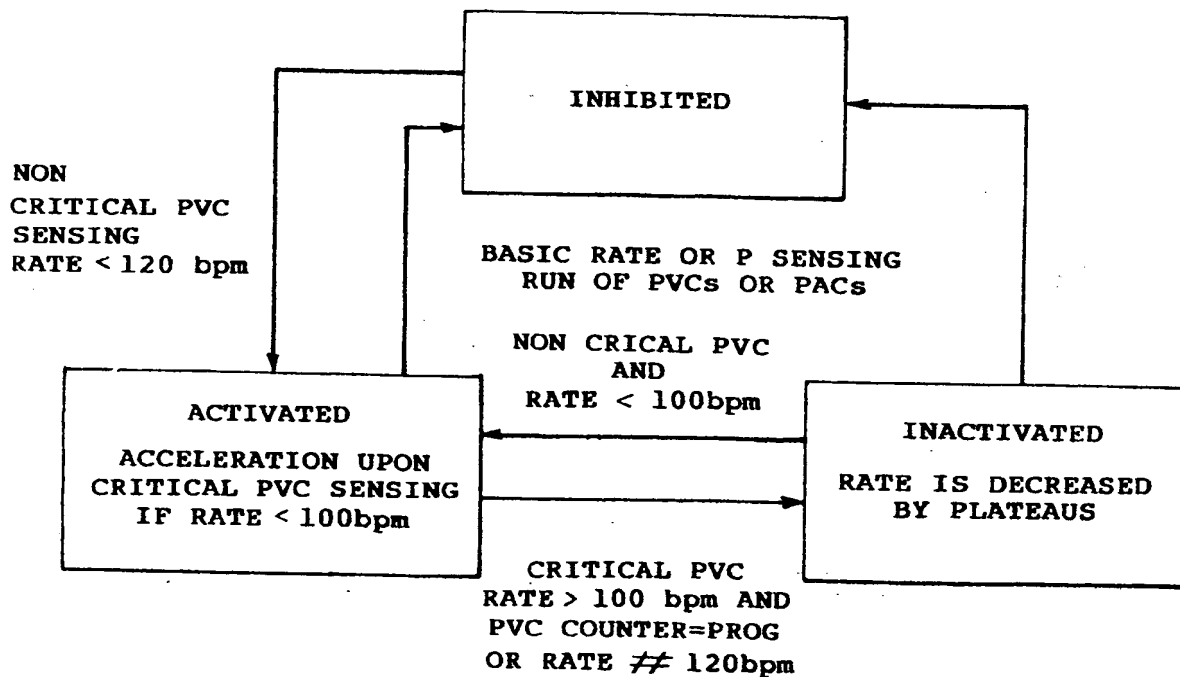 INHIBITED
NON
CRITICAL PVC
SENSING
RATE < 120 bpm
BASIC RATE OR P SENSING
RUN OF PVCs OR PACs
NON CRICAL PVC
AND
RATE < 100bpm
ACTIVATED
ACCELERATION UPON
CRITICAL PVC SENSING
IF RATE < 100bpm
INACTIVATED
RATE IS DECREASED
BY PLATEAUS
CRITICAL PVC
RATE > 100 bpm AND
PVC COUNTER=PROG
OR RATE ≠ 120bpm